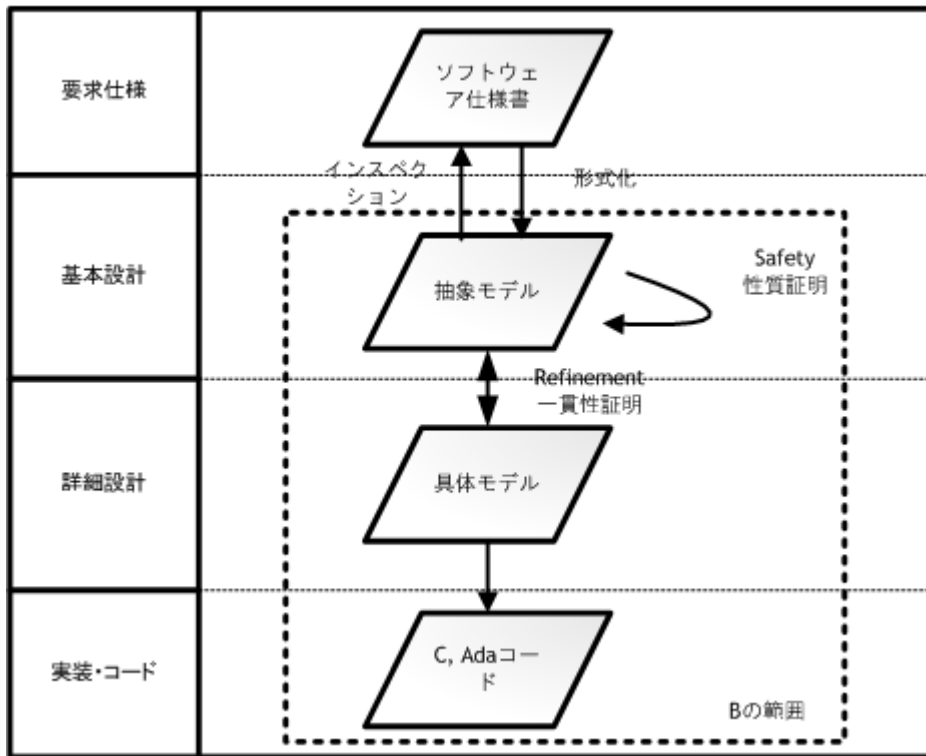 要求仕様
ソフトウェ
ア仕様書
インスペク
ション
形式化
基本設計
抽象モデル
Safety
性質証明
Refinement
一貫性証明
詳細設計
具体モデル
実装・コード
C, Adaコー
ド
Bの範囲